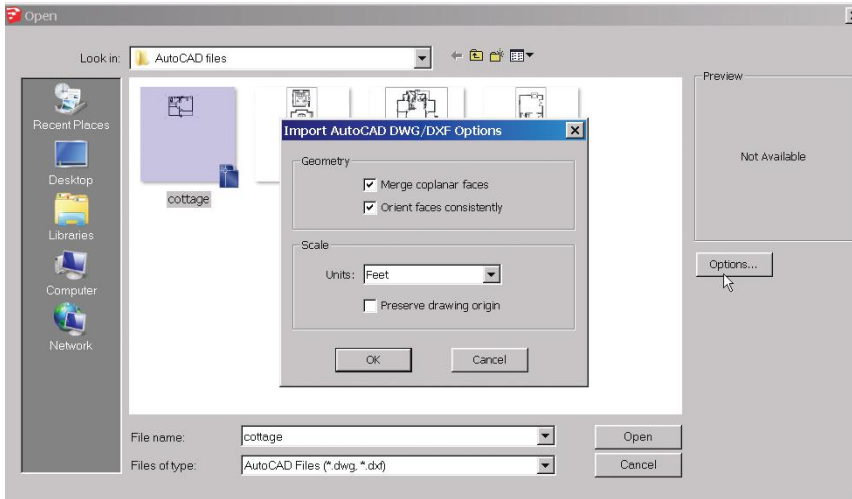 Open
Look in: AutoCAD files
Preview
Recent Places
Import AutoCAD DWG/DXF Options
Geometry
Merge coplanar faces
Not Available
Desktop
cottage
Orient faces consistently
Libraries
Scale
Units: Feet
Options...
Computer
Preserve drawing origin
Network
OK Cancel
File name: cottage Open
Files of type: AutoCAD Files (*.dwg, *.dxf) Cancel